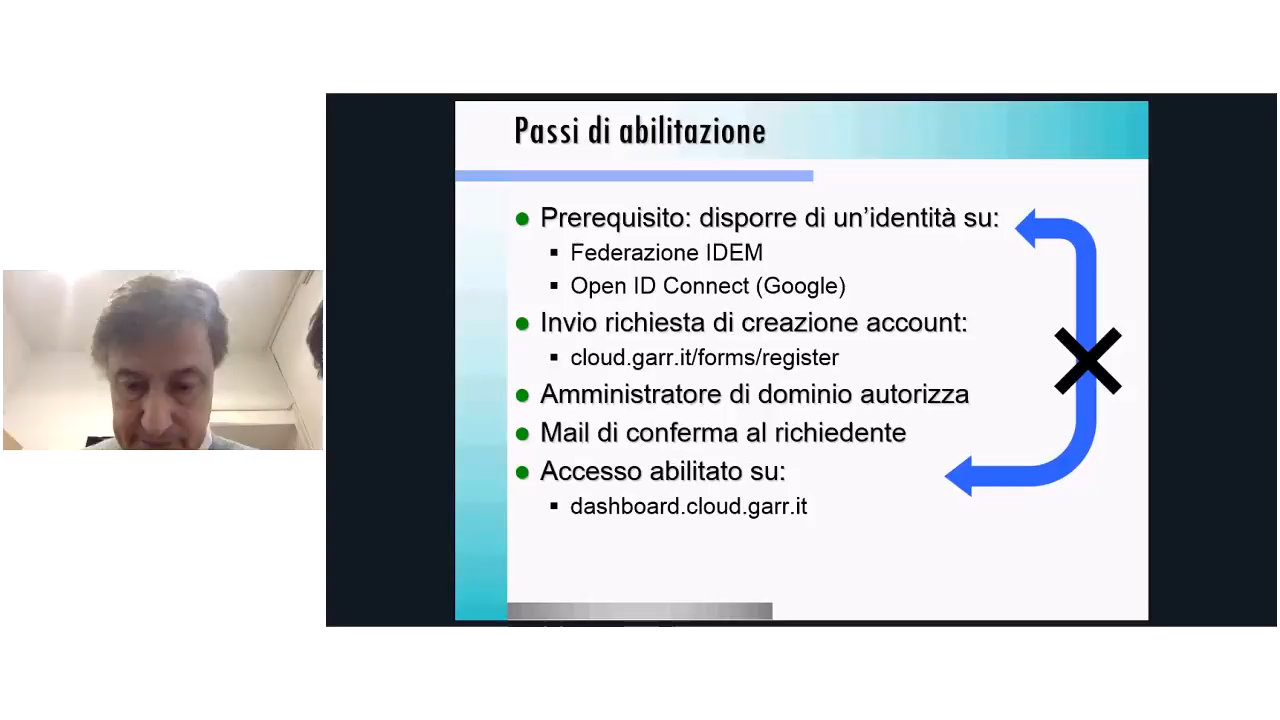 Passi di abilitazione
Prerequisito: disporre di un'identità su:
Federazione IDEM
Open ID Connect (Google)
Invio richiesta di creazione account:
cloud.garr.it/forms/register
Amministratore di dominio autorizza
Mail di conferma al richiedente
Accesso abilitato su:
dashboard.cloud.garr.it